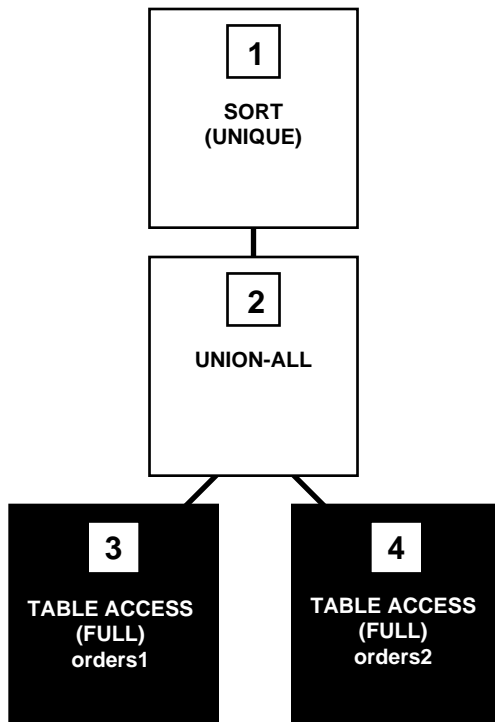 1
SORT
(UNIQUE)
2
UNION-ALL
3
TABLE ACCESS
(FULL)
orders1
4
TABLE ACCESS
(FULL)
orders2